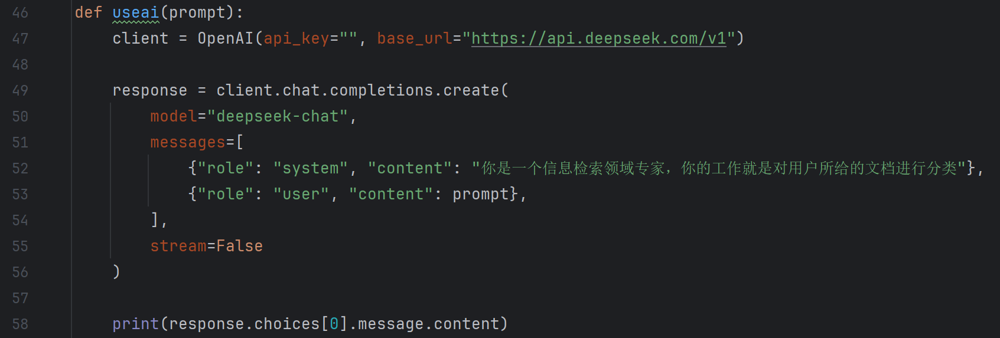 46 def useai(prompt):
47     client = OpenAI(api_key="", base_url="https://api.deepseek.com/v1")
48
49     response = client.chat.completions.create(
50         model="deepseek-chat",
51         messages=[
52             {"role": "system", "content": "你是一个信息检索领域专家，你的工作就是对用户所给的文档进行分类"},
53             {"role": "user", "content": prompt},
54         ],
55         stream=False
56     )
57
58     print(response.choices[0].message.content)